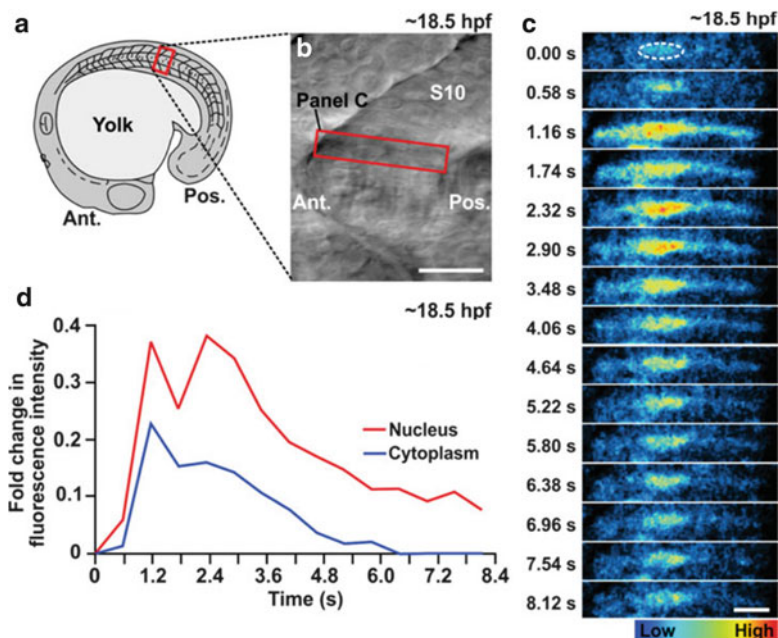 a
Yolk
Ant.
Pos.
~18.5 hpf
b
S10
Panel C
Ant.
Pos.
~18.5 hpf
c
0.00 s
0.58 s
1.16 s
1.74 s
2.32 s
2.90 s
3.48 s
4.06 s
4.64 s
5.22 s
5.80 s
6.38 s
6.96 s
7.54 s
8.12 s
Low High
d
~18.5 hpf
Fold change in
fluorescence intensity
0.4
0.3
0.2
0.1
0
Nucleus
Cytoplasm
0 1.2 2.4 3.6 4.8 6.0 7.2 8.4
Time (s)